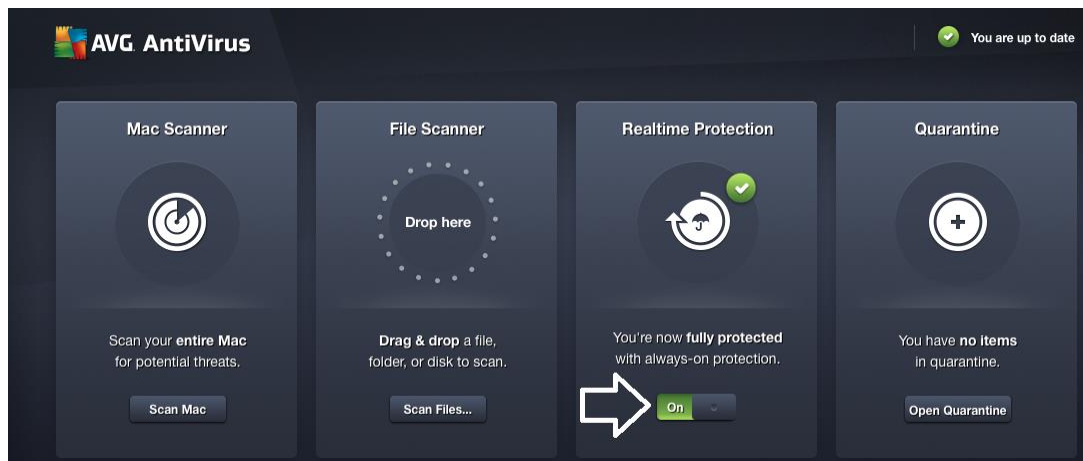 AVG AntiVirus
You are up to date
Mac Scanner
Scan your entire Mac
for potential threats.
Scan Mac
File Scanner
Drop here
Drag & drop a file,
folder, or disk to scan.
Scan Files...
Realtime Protection
You're now fully protected
with always-on protection.
On
Quarantine
You have no items
in quarantine.
Open Quarantine